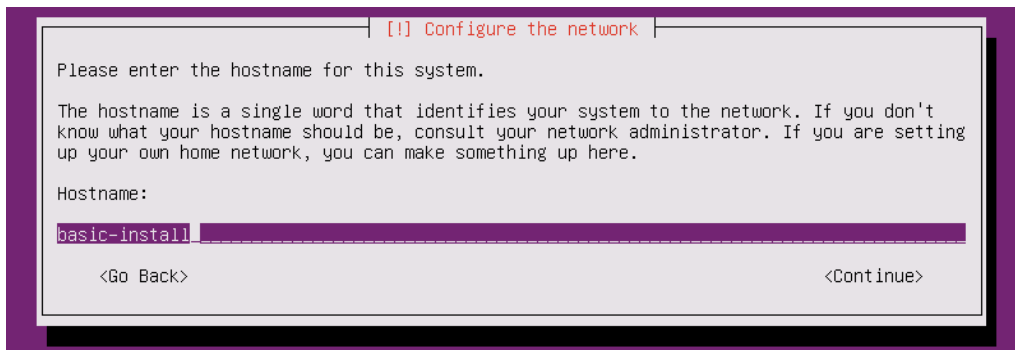 [!] Configure the network
Please enter the hostname for this system.
The hostname is a single word that identifies your system to the network. If you don't
know what your hostname should be, consult your network administrator. If you are setting
up your own home network, you can make something up here.
Hostname:
basic-install
<Go Back> <Continue>